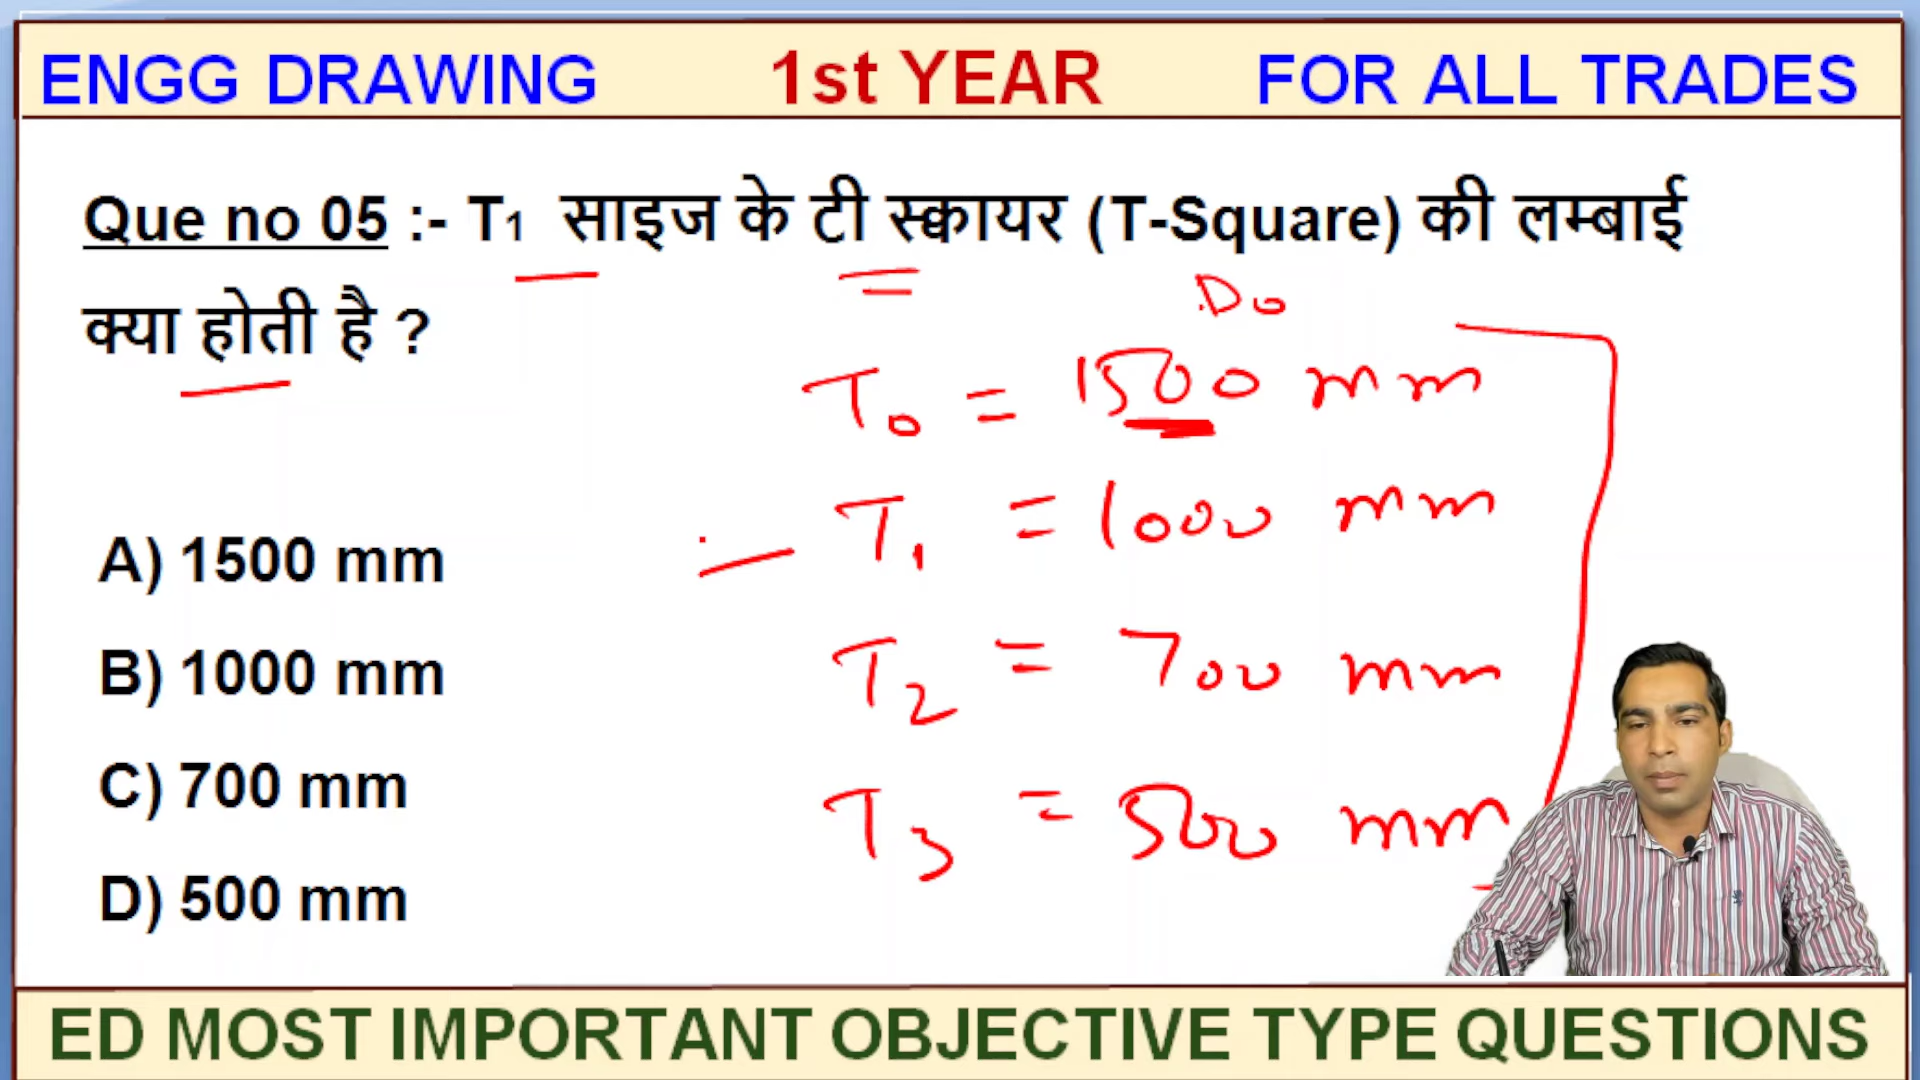 ENGG DRAWING 1st YEAR FOR ALL TRADES
Que no 05 :- T1 साइज के टी स्क्वायर (T-Square) की लम्बाई
क्या होती है ?
Do
T0 = 1500 mm
T1 = 1000 mm
T2 = 700 mm
T3 = 500 mm
A) 1500 mm
B) 1000 mm
C) 700 mm
D) 500 mm
ED MOST IMPORTANT OBJECTIVE TYPE QUESTIONS